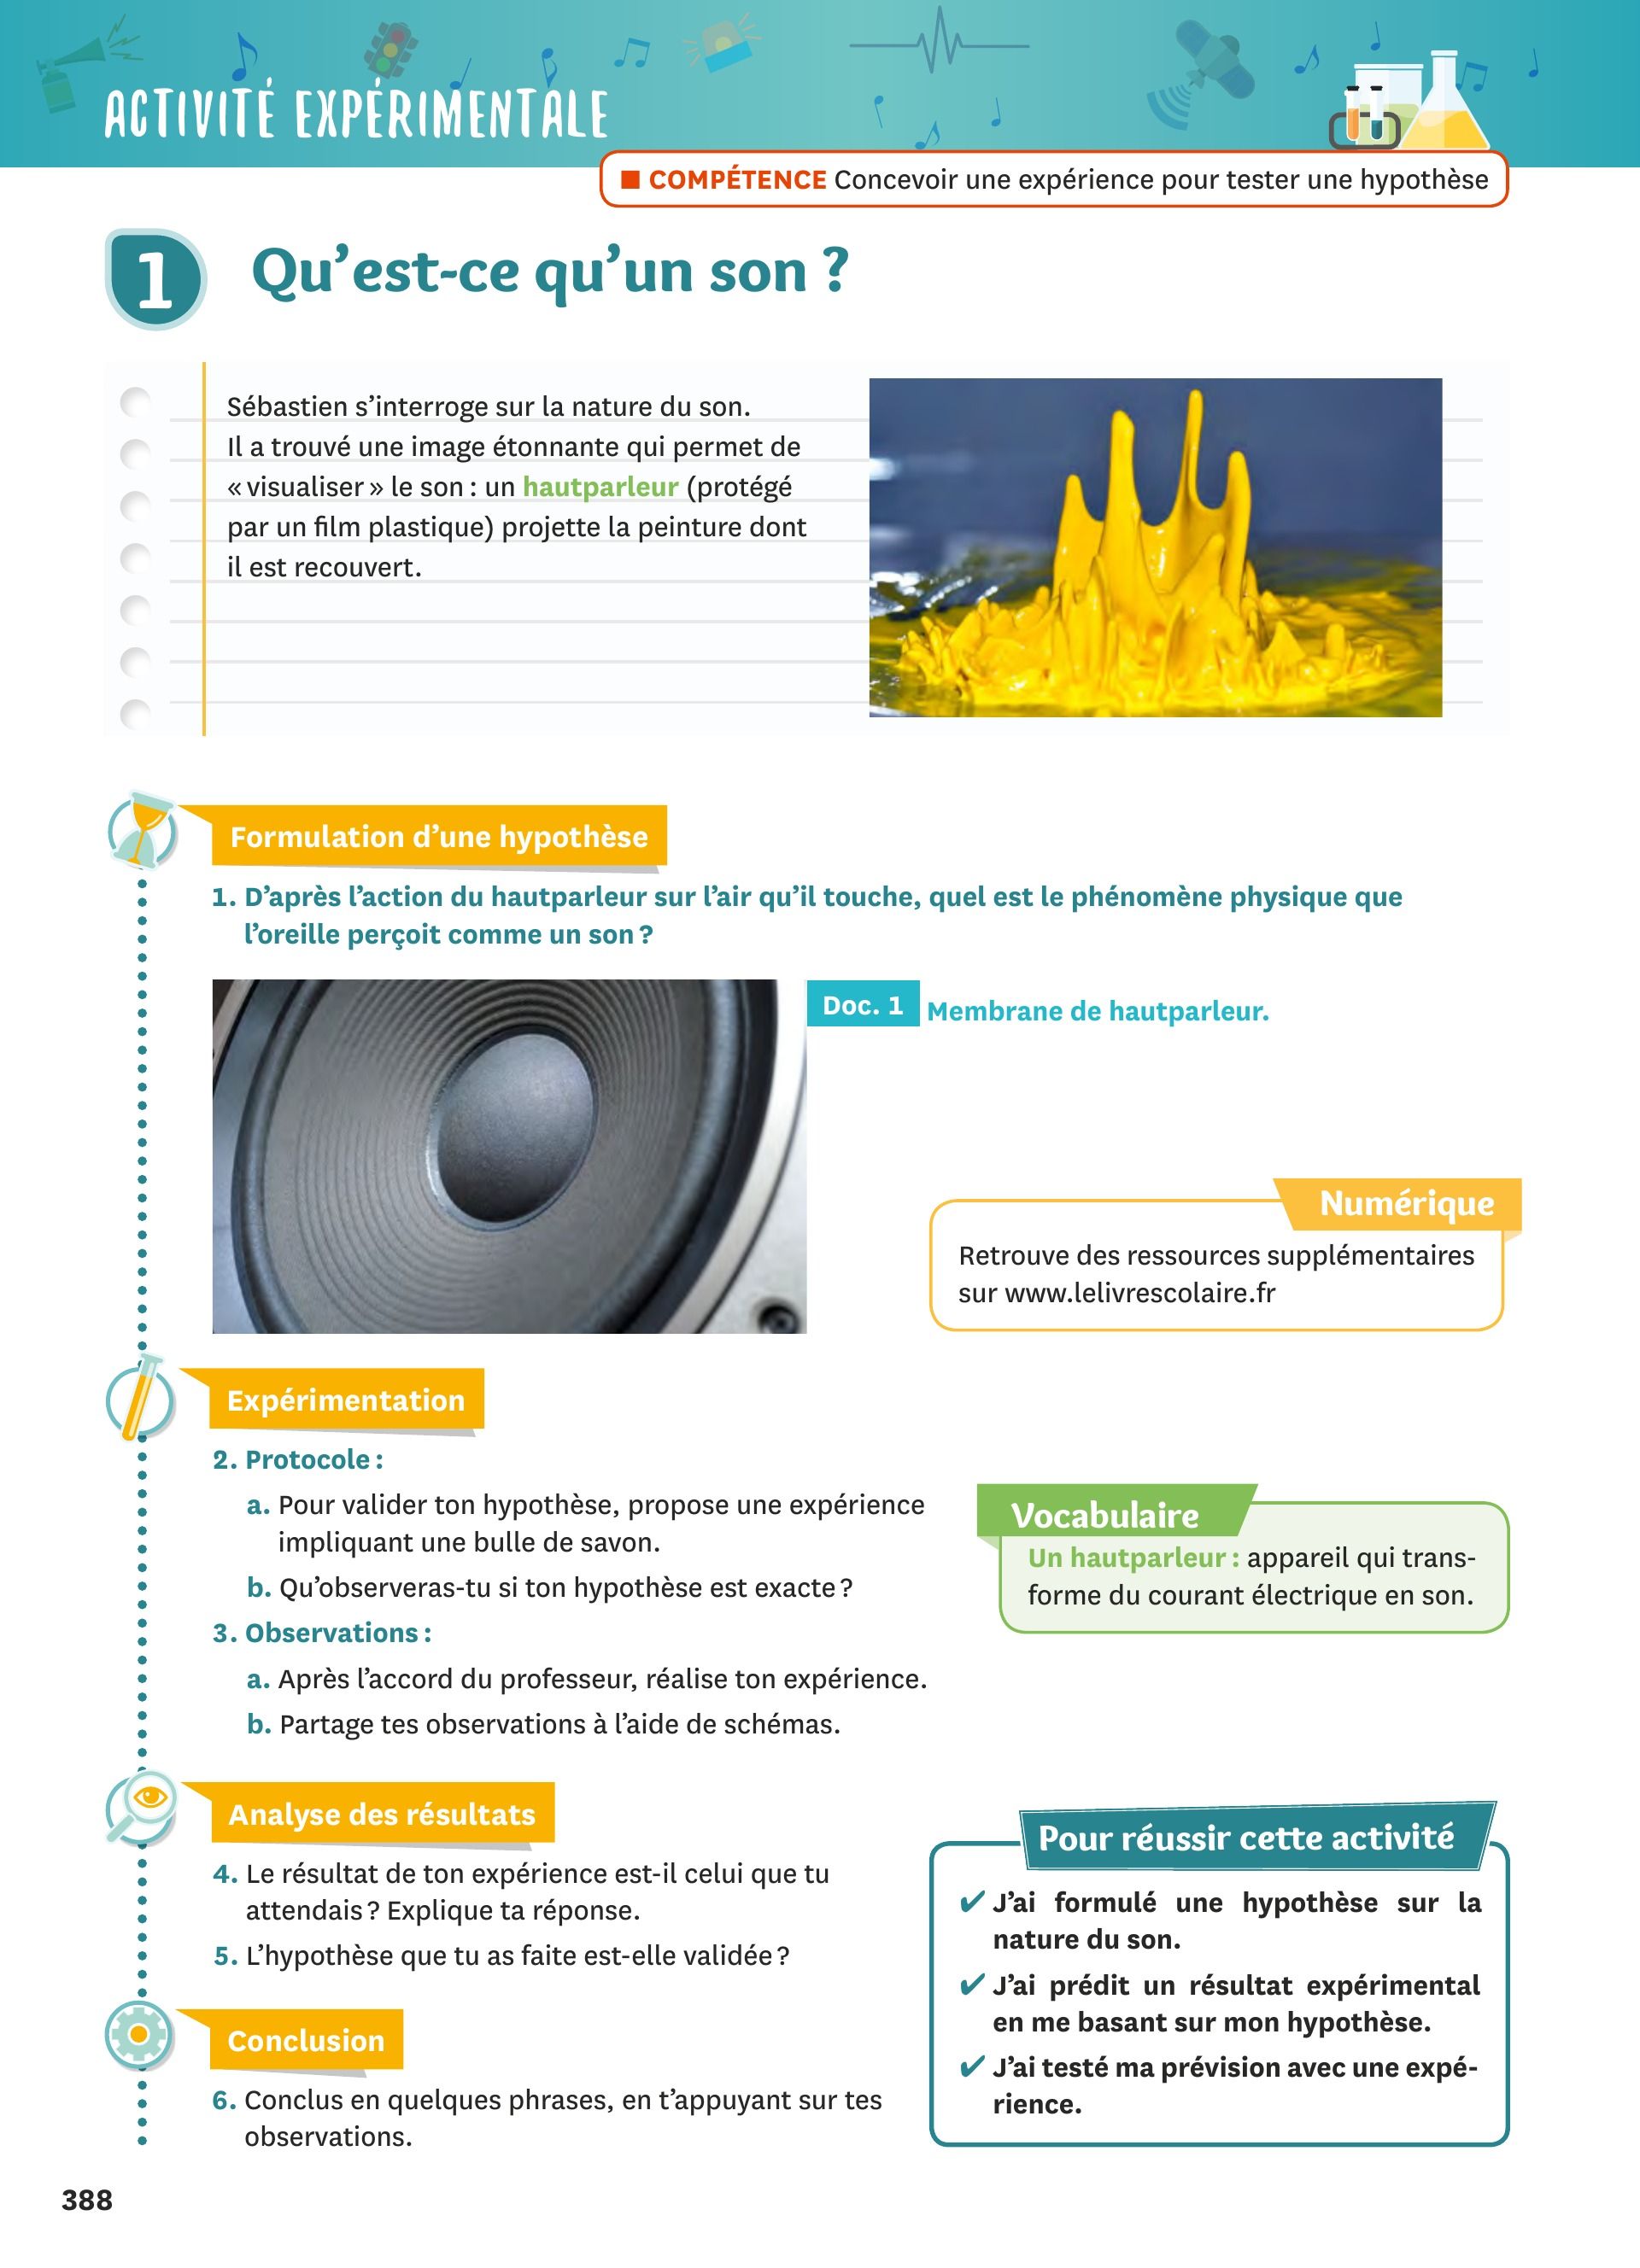 ACTIVITÉ EXPÉRIMENTALE
■ COMPÉTENCE Concevoir une expérience pour tester une hypothèse
1 Qu’est-ce qu’un son ?
Sébastien s’interroge sur la nature du son.
Il a trouvé une image étonnante qui permet de
« visualiser » le son : un hautparleur (protégé
par un film plastique) projette la peinture dont
il est recouvert.
Formulation d’une hypothèse
1. D’après l’action du hautparleur sur l’air qu’il touche, quel est le phénomène physique que
l’oreille perçoit comme un son ?
Doc. 1 Membrane de hautparleur.
Numérique
Retrouve des ressources supplémentaires
sur www.lelivrescolaire.fr
Expérimentation
2. Protocole :
a. Pour valider ton hypothèse, propose une expérience
impliquant une bulle de savon.
b. Qu’observeras-tu si ton hypothèse est exacte ?
3. Observations :
a. Après l’accord du professeur, réalise ton expérience.
b. Partage tes observations à l’aide de schémas.
Vocabulaire
Un hautparleur : appareil qui trans-
forme du courant électrique en son.
Analyse des résultats
4. Le résultat de ton expérience est-il celui que tu
attendais ? Explique ta réponse.
5. L’hypothèse que tu as faite est-elle validée ?
Conclusion
6. Conclus en quelques phrases, en t’appuyant sur tes
observations.
Pour réussir cette activité
✔ J’ai formulé une hypothèse sur la
nature du son.
✔ J’ai prédit un résultat expérimental
en me basant sur mon hypothèse.
✔ J’ai testé ma prévision avec une expé-
rience.
388